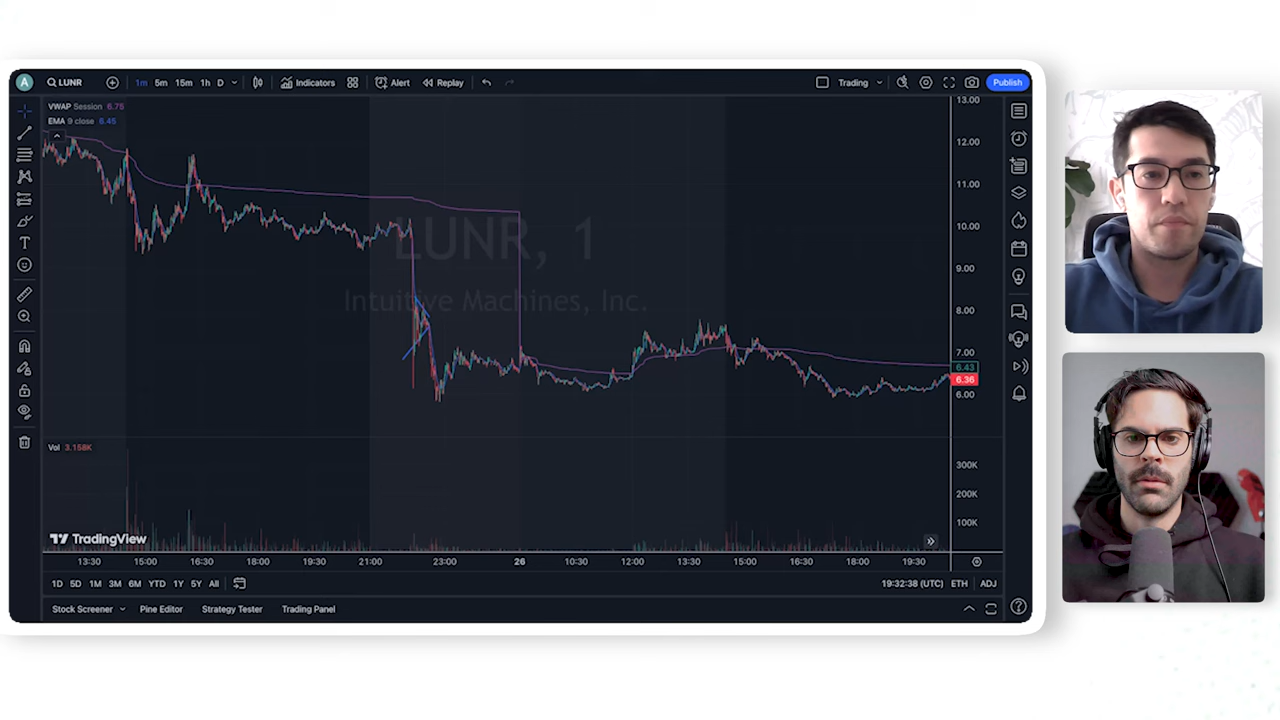 A LUNR 1m 5m 15m 1h D Indicators Alert Replay Trading Publish
VWAP Session 6.75
EMA 9 close 6.45
13.00
12.00
11.00
10.00
9.00
8.00
7.00
6.43
6.36
6.00
LUNR, 1
Intuitive Machines, Inc.
Vol 3.158K
300K
200K
100K
TradingView
13:30 15:00 16:30 18:00 19:30 21:00 23:00 26 10:30 12:00 13:30 15:00 16:30 18:00 19:30
1D 5D 1M 3M 6M YTD 1Y 5Y All 19:32:38 (UTC) ETH ADJ
Stock Screener Pine Editor Strategy Tester Trading Panel